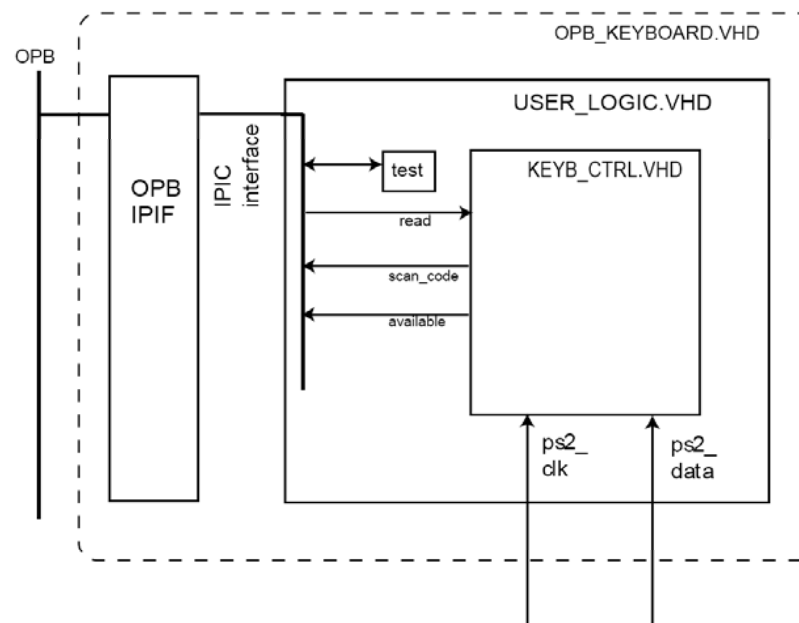 OPB_KEYBOARD.VHD
OPB
USER_LOGIC.VHD
OPB
IPIF
IPIC
interface
test
KEYB_CTRL.VHD
read
scan_code
available
ps2_
clk
ps2_
data